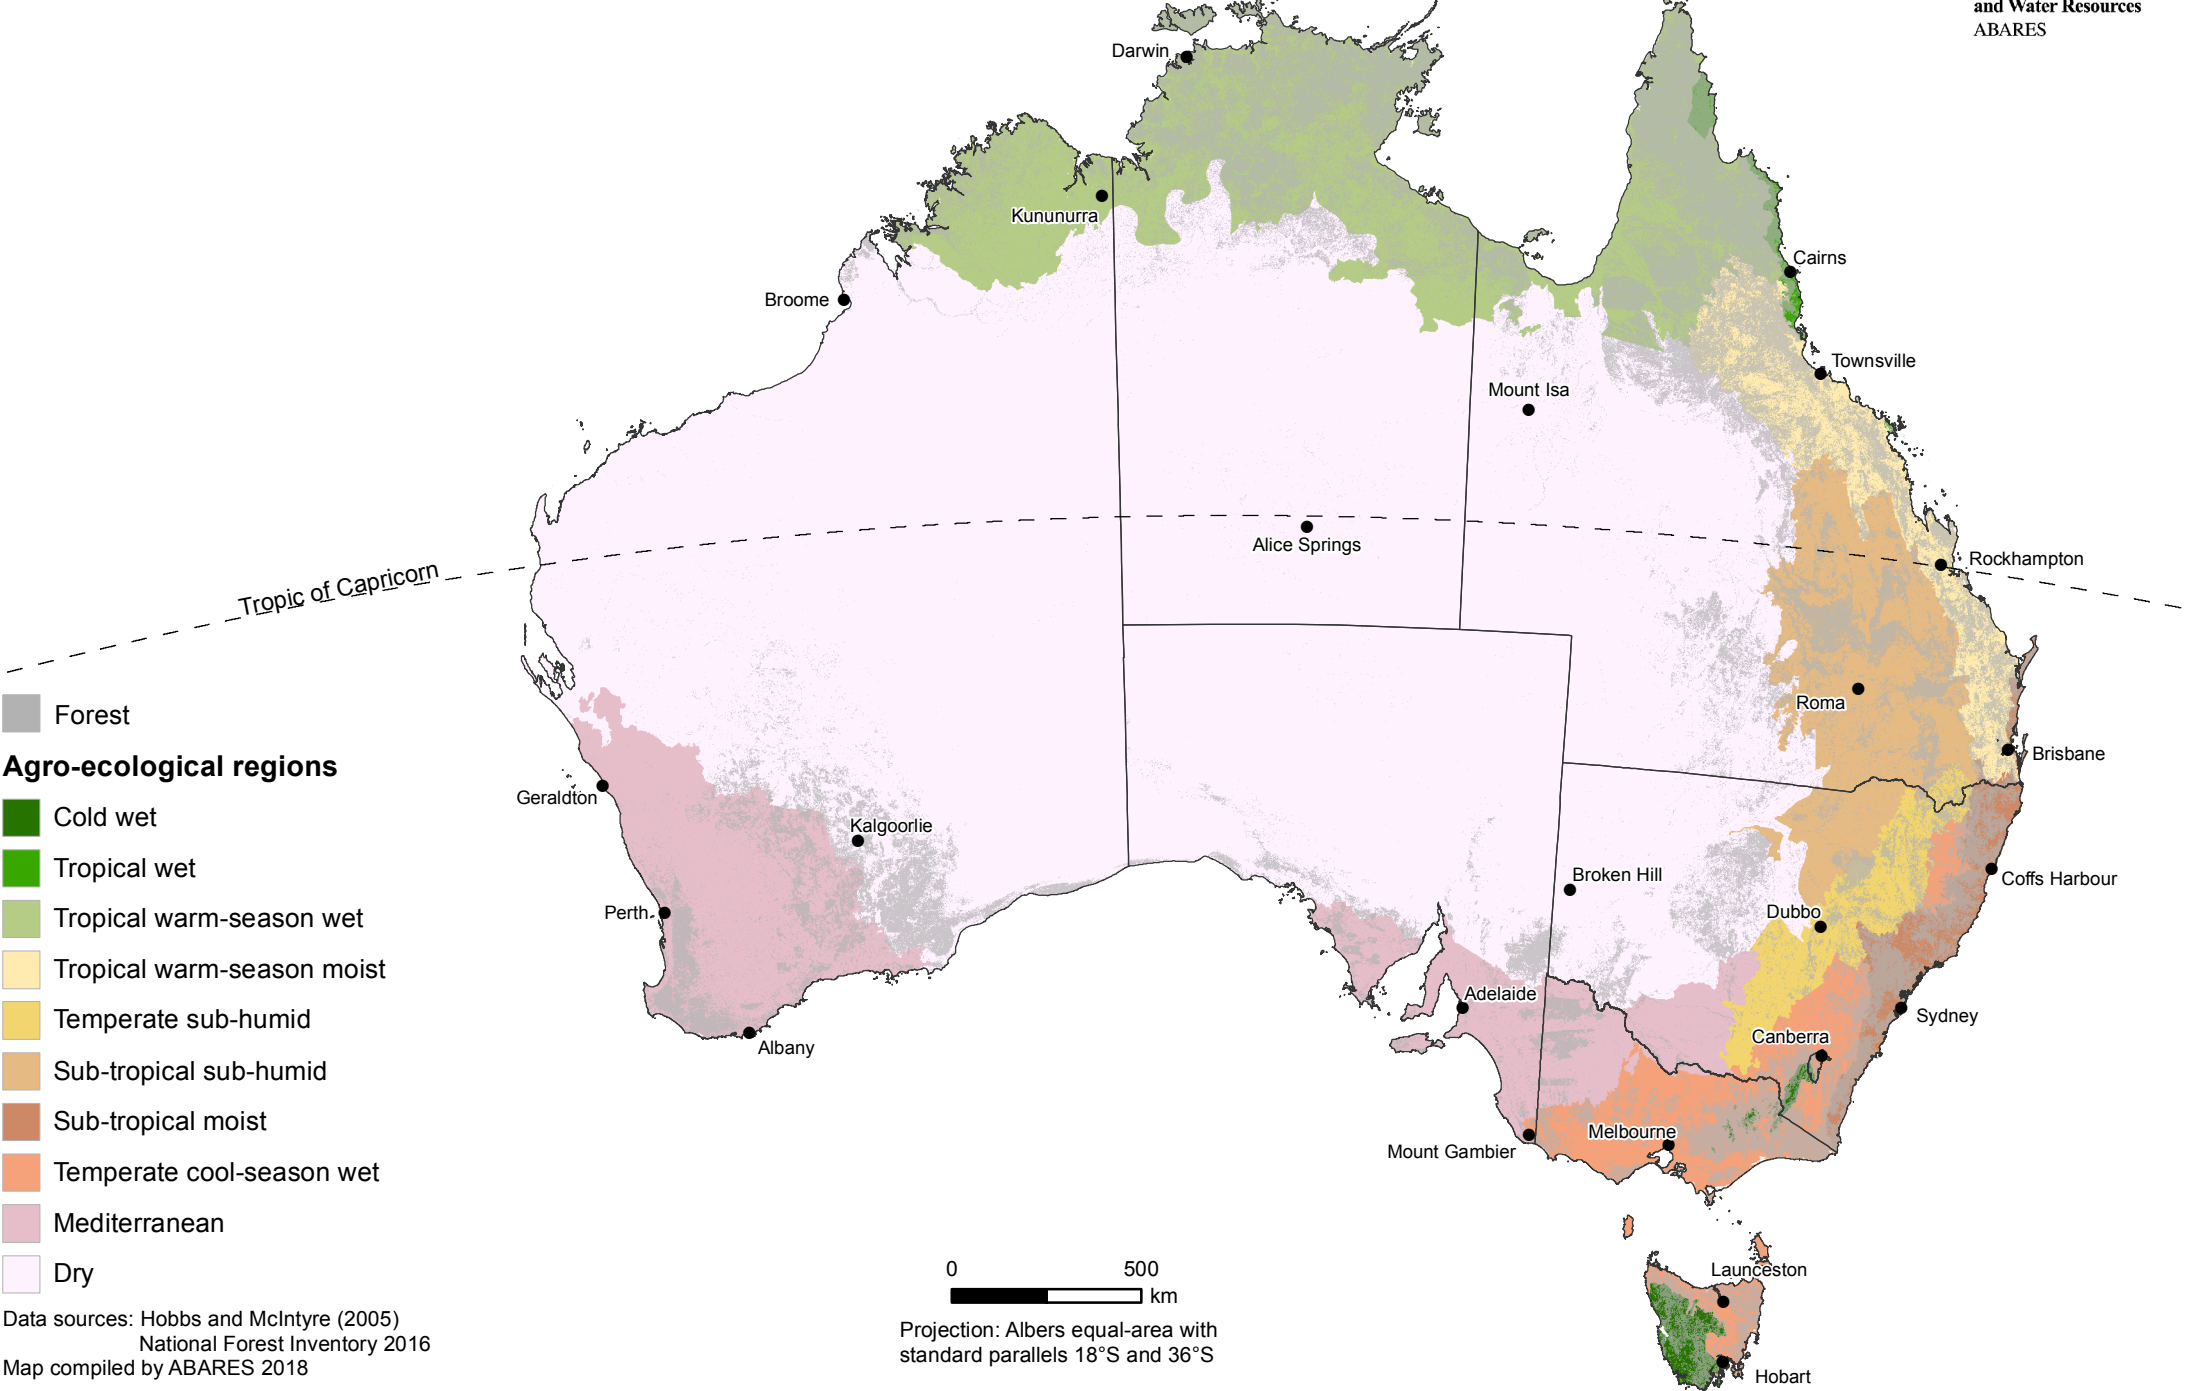 and Water Resources
ABARES
Darwin
Kununurra
Cairns
Broome
Townsville
Mount Isa
Alice Springs
Rockhampton
Tropic of Capricorn
Roma
Forest
Brisbane
Agro-ecological regions
Geraldton
Cold wet
Kalgoorlie
Tropical wet
Broken Hill
Coffs Harbour
Perth
Dubbo
Tropical warm-season wet
Tropical warm-season moist
Adelaide
Temperate sub-humid
Sydney
Canberra
Albany
Sub-tropical sub-humid
Sub-tropical moist
Melbourne
Mount Gambier
Temperate cool-season wet
Mediterranean
Launceston
Dry
0 500
km
Data sources: Hobbs and McIntyre (2005)
National Forest Inventory 2016
Map compiled by ABARES 2018
Projection: Albers equal-area with
standard parallels 18°S and 36°S
Hobart